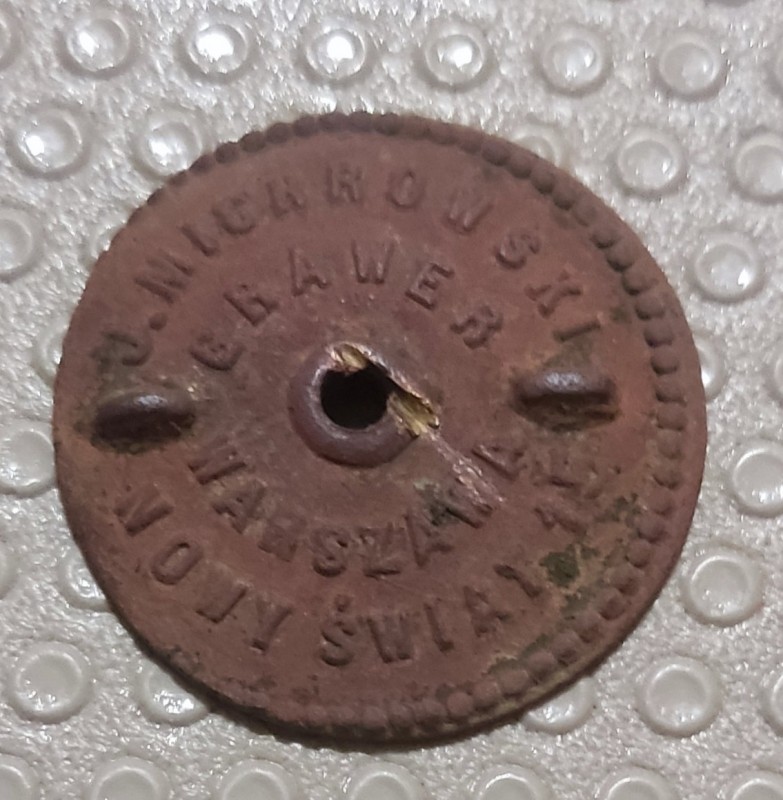 J. MICHROWSKI
GRAWER
WARSZAWA
NOWY ŚWIAT